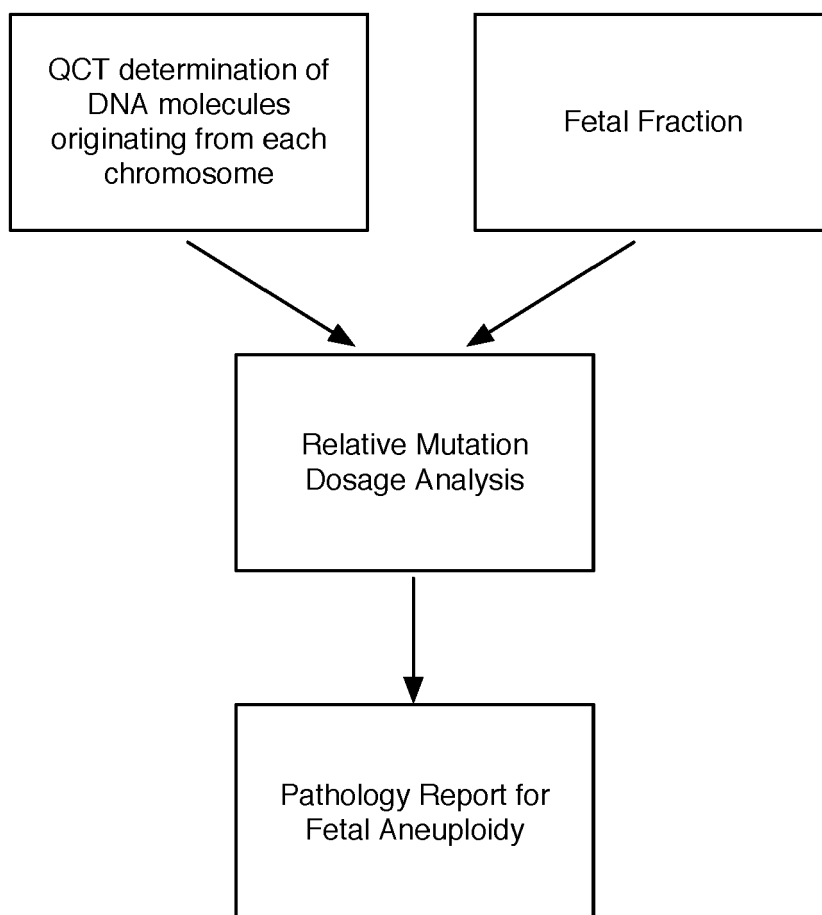 QCT determination of
DNA molecules
originating from each
chromosome
Fetal Fraction
Relative Mutation
Dosage Analysis
Pathology Report for
Fetal Aneuploidy